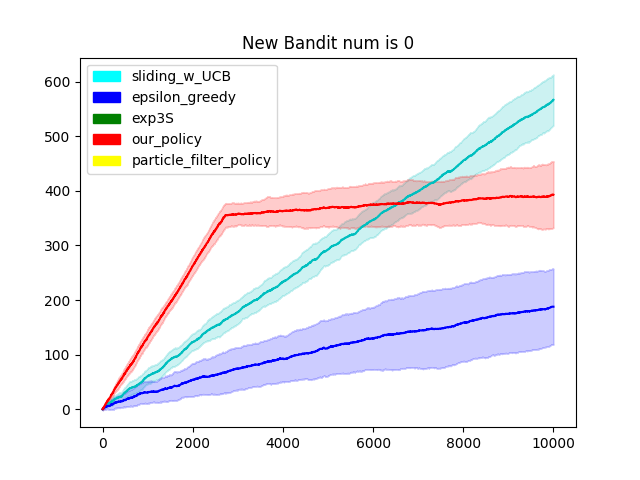 New Bandit num is 0
sliding_w_UCB
epsilon_greedy
exp3S
our_policy
particle_filter_policy
600
500
400
300
200
100
0
0 2000 4000 6000 8000 10000